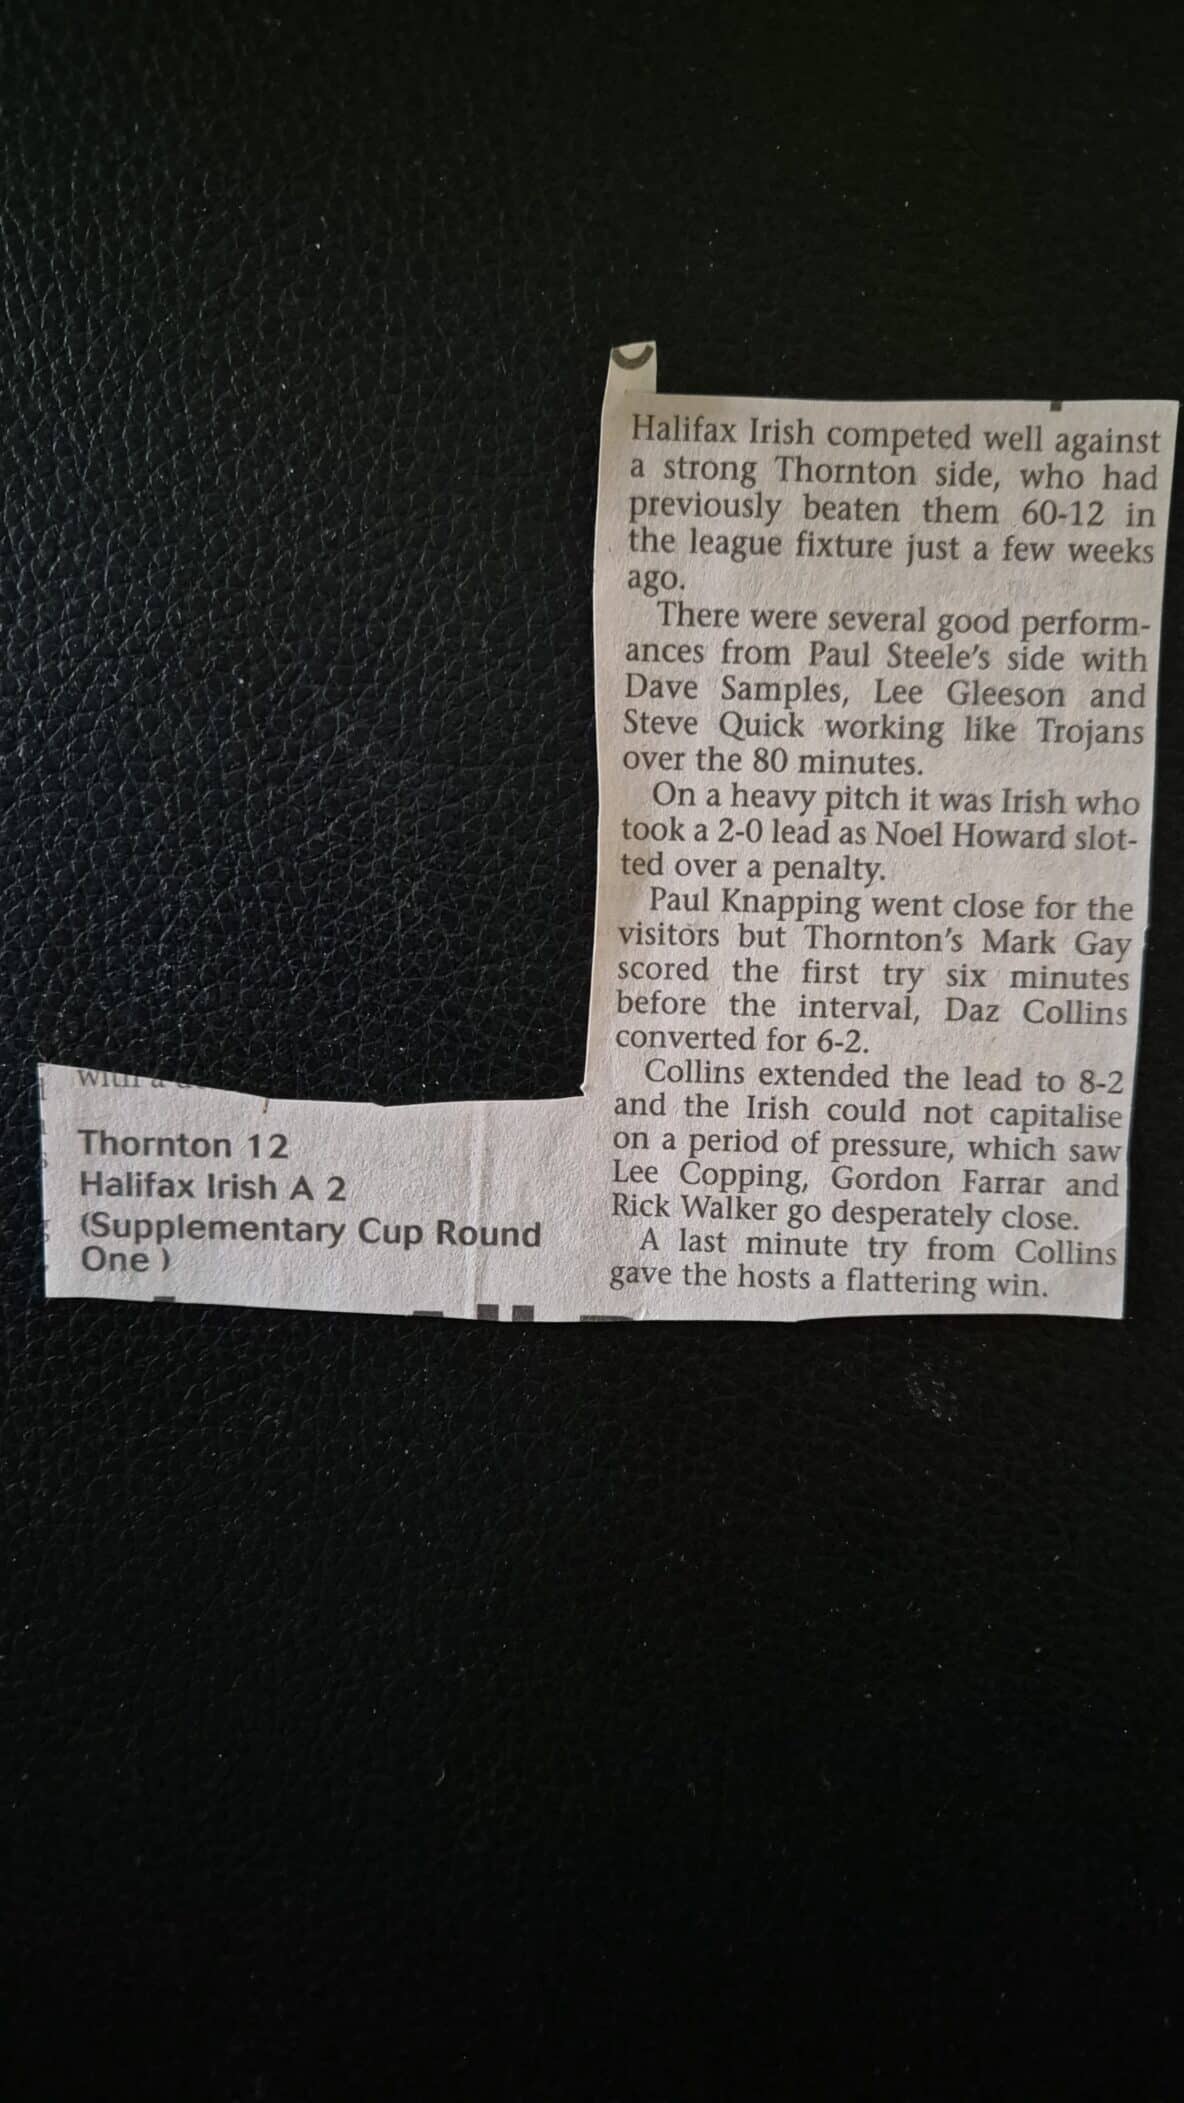 Thornton 12
Halifax Irish A 2
(Supplementary Cup Round
One )
Halifax Irish competed well against
a strong Thornton side, who had
previously beaten them 60-12 in
the league fixture just a few weeks
ago.
There were several good perform-
ances from Paul Steele's side with
Dave Samples, Lee Gleeson and
Steve Quick working like Trojans
over the 80 minutes.
On a heavy pitch it was Irish who
took a 2-0 lead as Noel Howard slot-
ted over a penalty.
Paul Knapping went close for the
visitors but Thornton's Mark Gay
scored the first try six minutes
before the interval, Daz Collins
converted for 6-2.
Collins extended the lead to 8-2
and the Irish could not capitalise
on a period of pressure, which saw
Lee Copping, Gordon Farrar and
Rick Walker go desperately close.
A last minute try from Collins
gave the hosts a flattering win.